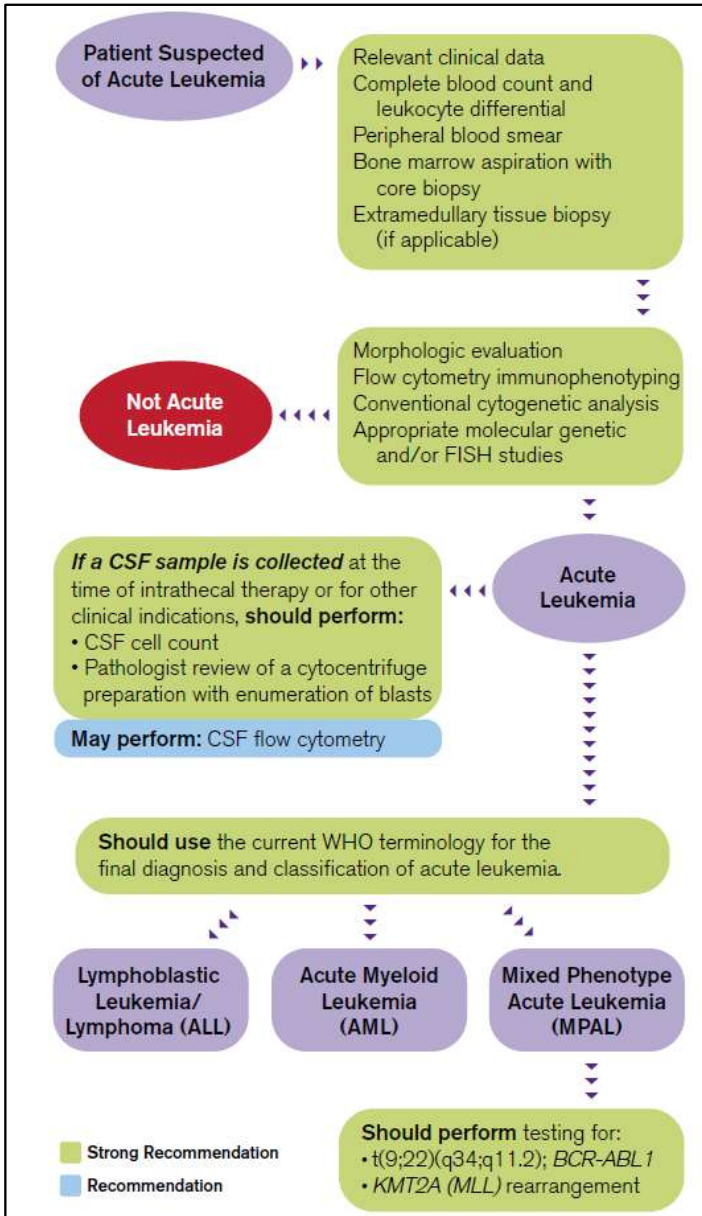 Patient Suspected
of Acute Leukemia
Relevant clinical data
Complete blood count and
leukocyte differential
Peripheral blood smear
Bone marrow aspiration with
core biopsy
Extramedullary tissue biopsy
(if applicable)
Morphologic evaluation
Flow cytometry immunophenotyping
Conventional cytogenetic analysis
Appropriate molecular genetic
and/or FISH studies
Not Acute
Leukemia
Acute
Leukemia
If a CSF sample is collected at the
time of intrathecal therapy or for other
clinical indications, should perform:
• CSF cell count
• Pathologist review of a cytocentrifuge
preparation with enumeration of blasts
May perform: CSF flow cytometry
Should use the current WHO terminology for the
final diagnosis and classification of acute leukemia.
Lymphoblastic
Leukemia/
Lymphoma (ALL)
Acute Myeloid
Leukemia
(AML)
Mixed Phenotype
Acute Leukemia
(MPAL)
Should perform testing for:
• t(9;22)(q34;q11.2); BCR-ABL1
• KMT2A (MLL) rearrangement
Strong Recommendation
Recommendation